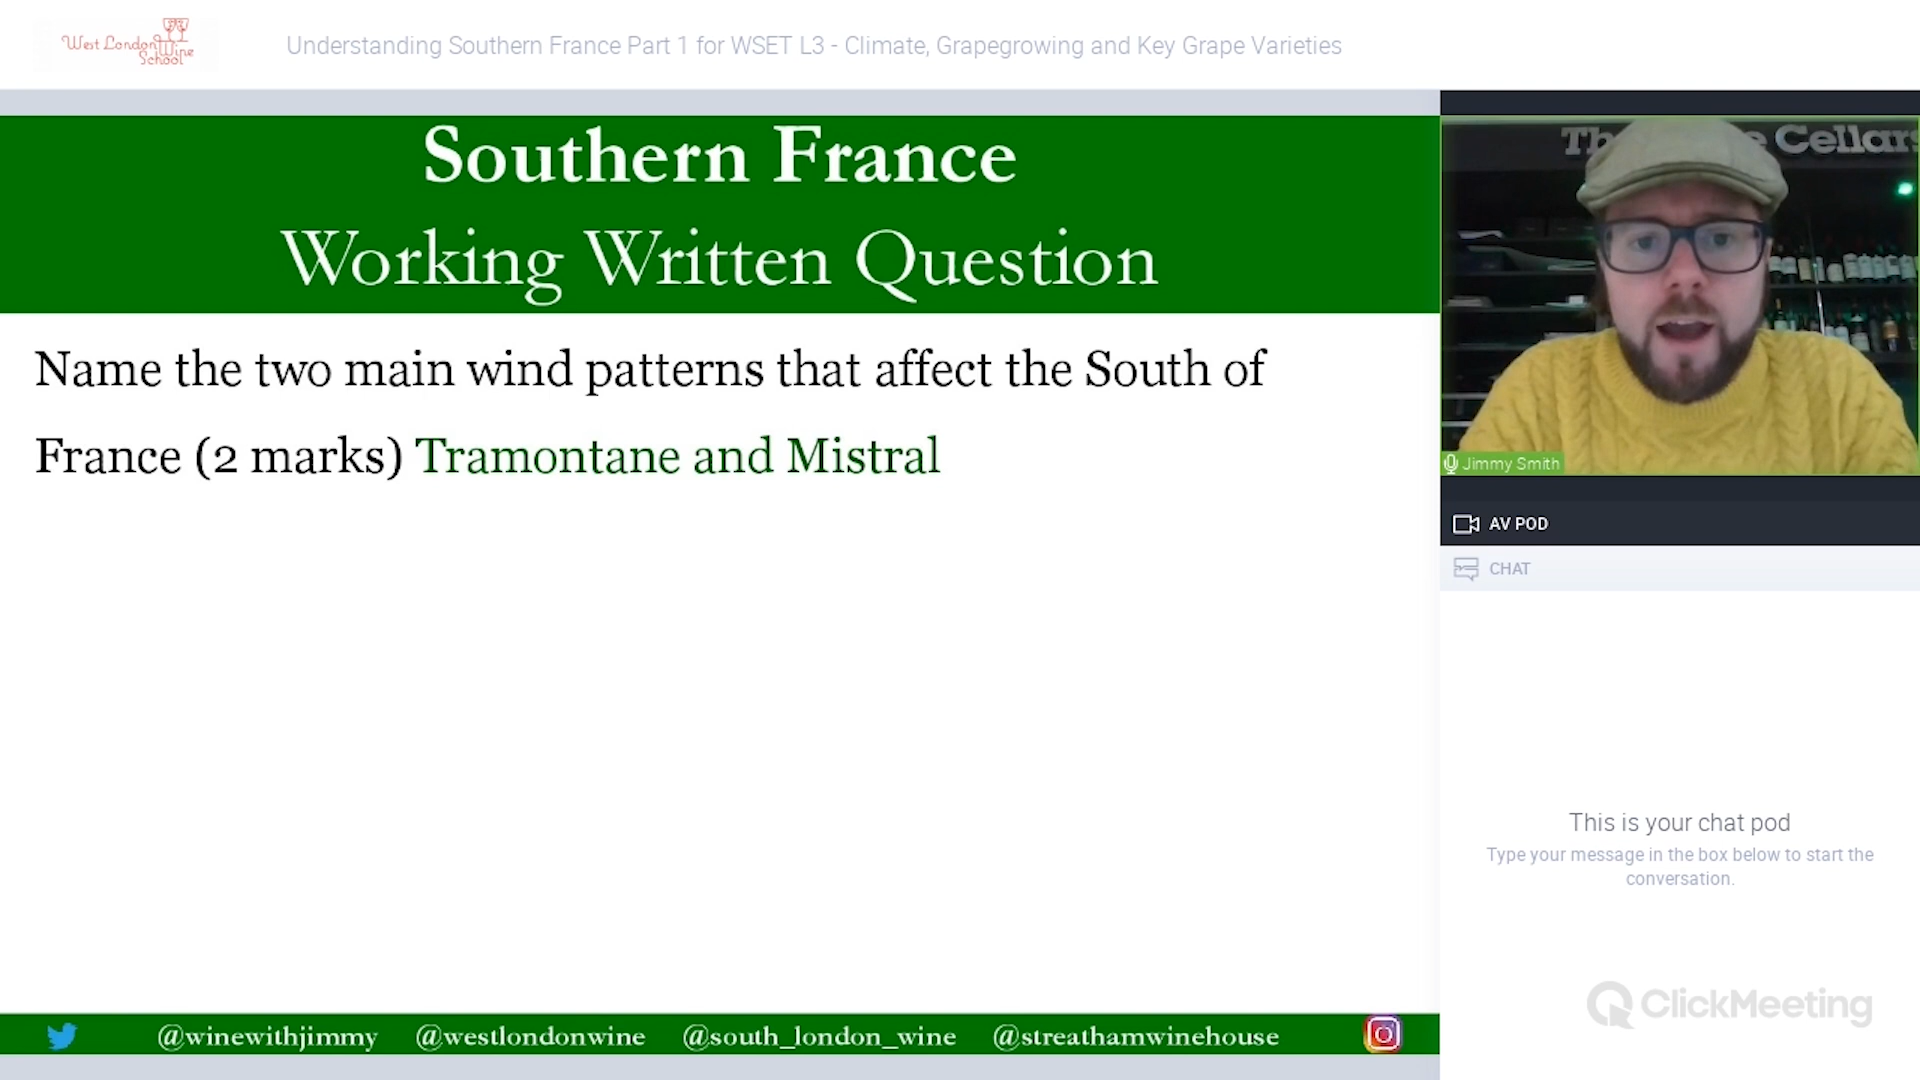 West London
Wine
School
Understanding Southern France Part 1 for WSET L3 - Climate, Grapegrowing and Key Grape Varieties
Southern France
Working Written Question
Name the two main wind patterns that affect the South of
France (2 marks) Tramontane and Mistral
Cellars
Jimmy Smith
AV POD
CHAT
This is your chat pod
Type your message in the box below to start the
conversation.
ClickMeeting
@winewithjimmy @westlondonwine @south_london_wine @streathamwinehouse